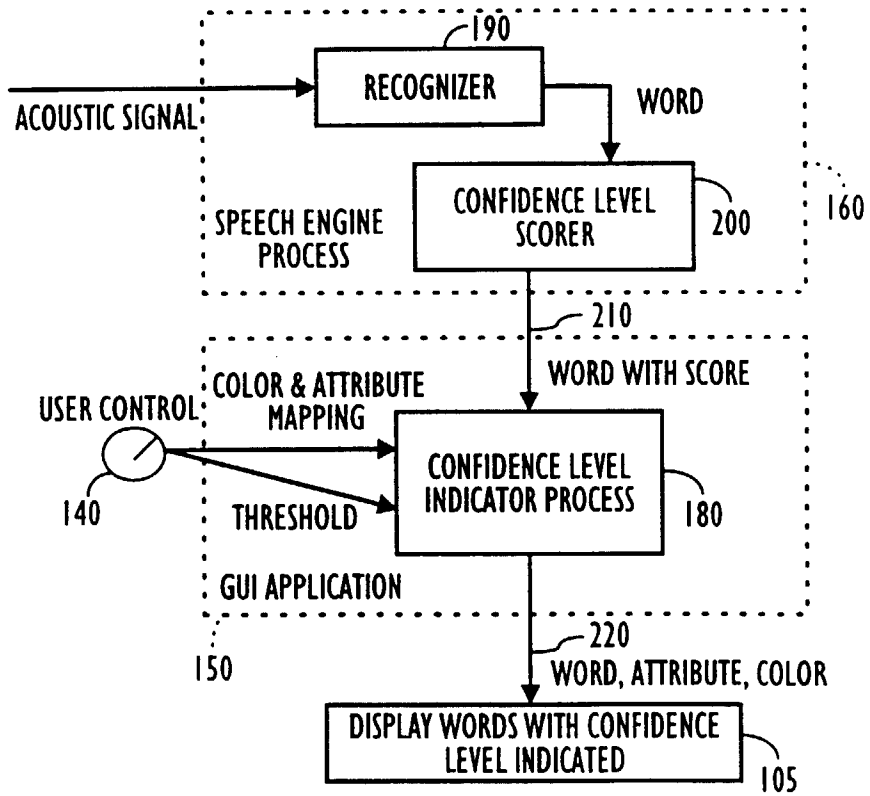 190
RECOGNIZER
ACOUSTIC SIGNAL
WORD
160
CONFIDENCE LEVEL
SCORER
200
SPEECH ENGINE
PROCESS
210
WORD WITH SCORE
COLOR & ATTRIBUTE
MAPPING
USER CONTROL
140
CONFIDENCE LEVEL
INDICATOR PROCESS
180
THRESHOLD
GUI APPLICATION
150
220
WORD, ATTRIBUTE, COLOR
DISPLAY WORDS WITH CONFIDENCE
LEVEL INDICATED
105